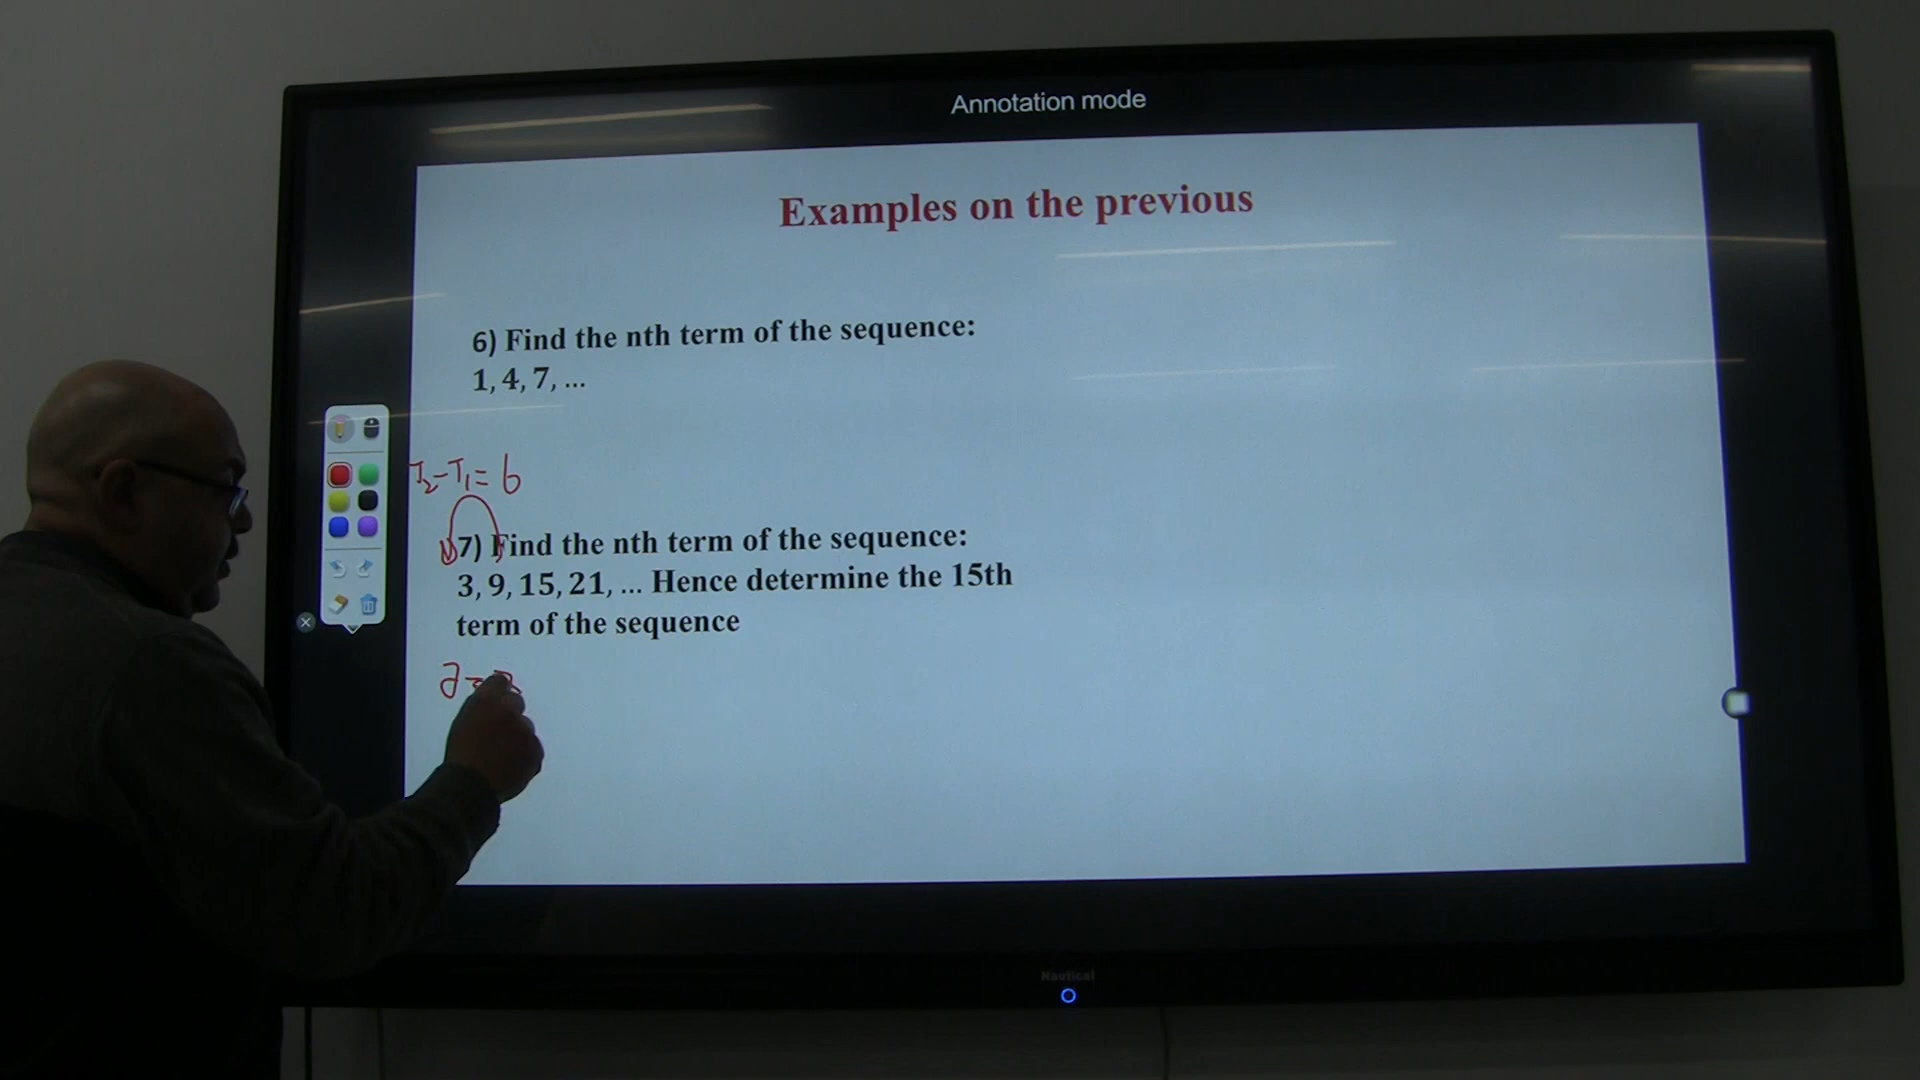 Annotation mode
Examples on the previous
6) Find the nth term of the sequence:
1, 4, 7, ...
T2-T1= 6
7) Find the nth term of the sequence:
3, 9, 15, 21, ... Hence determine the 15th
term of the sequence
a =
Nautical